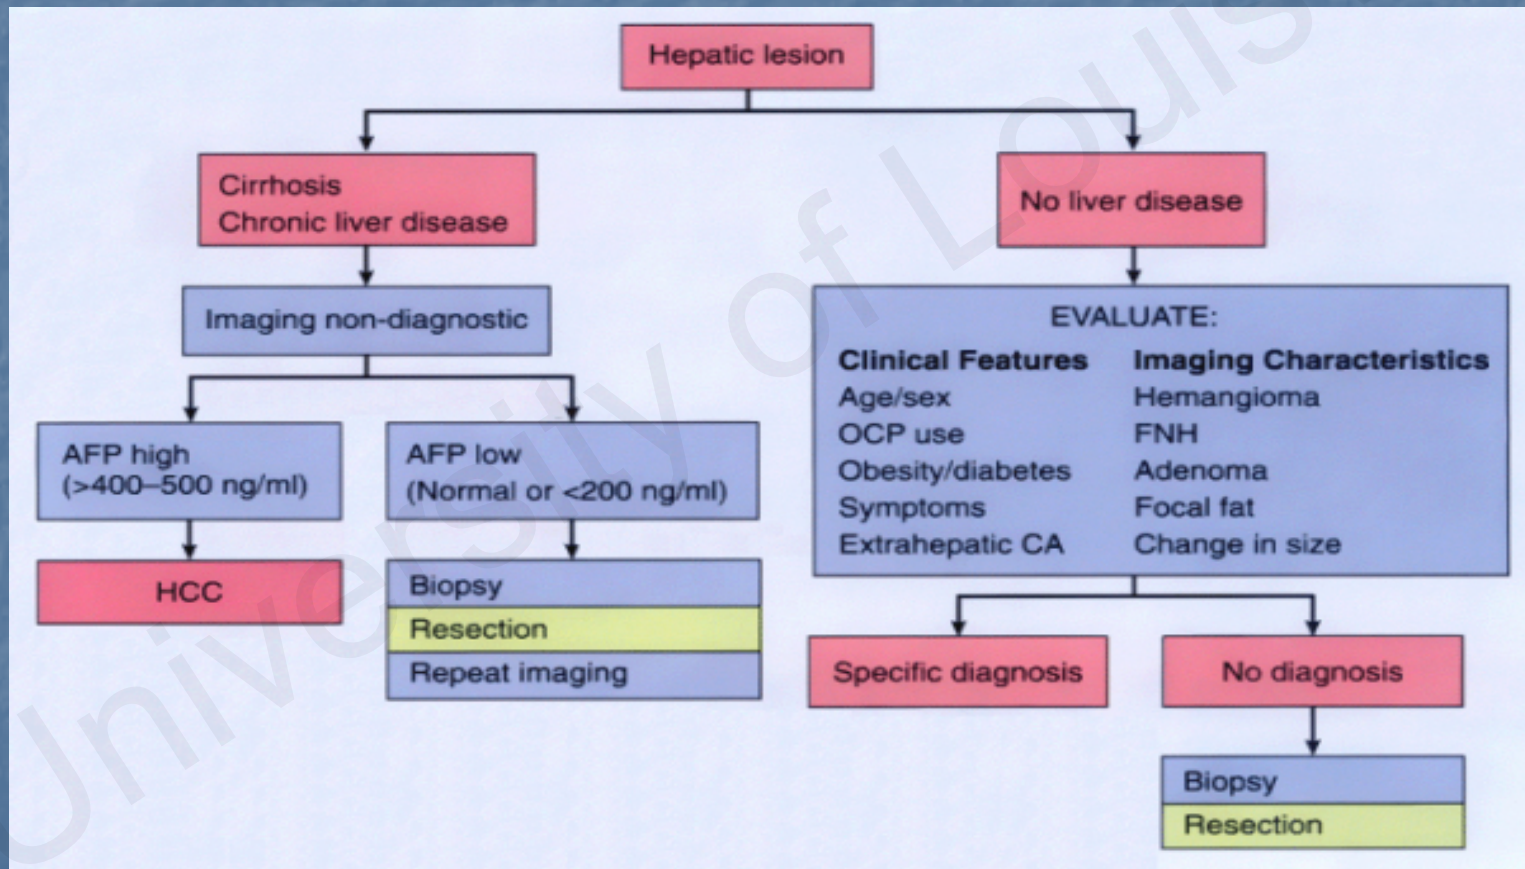 Hepatic lesion
Cirrhosis
Chronic liver disease
No liver disease
Imaging non-diagnostic
AFP high
(>400–500 ng/ml)
AFP low
(Normal or <200 ng/ml)
HCC
Biopsy
Resection
Repeat imaging
EVALUATE:
Clinical Features
Age/sex
OCP use
Obesity/diabetes
Symptoms
Extrahepatic CA
Imaging Characteristics
Hemangioma
FNH
Adenoma
Focal fat
Change in size
Specific diagnosis
No diagnosis
Biopsy
Resection
University of Louis